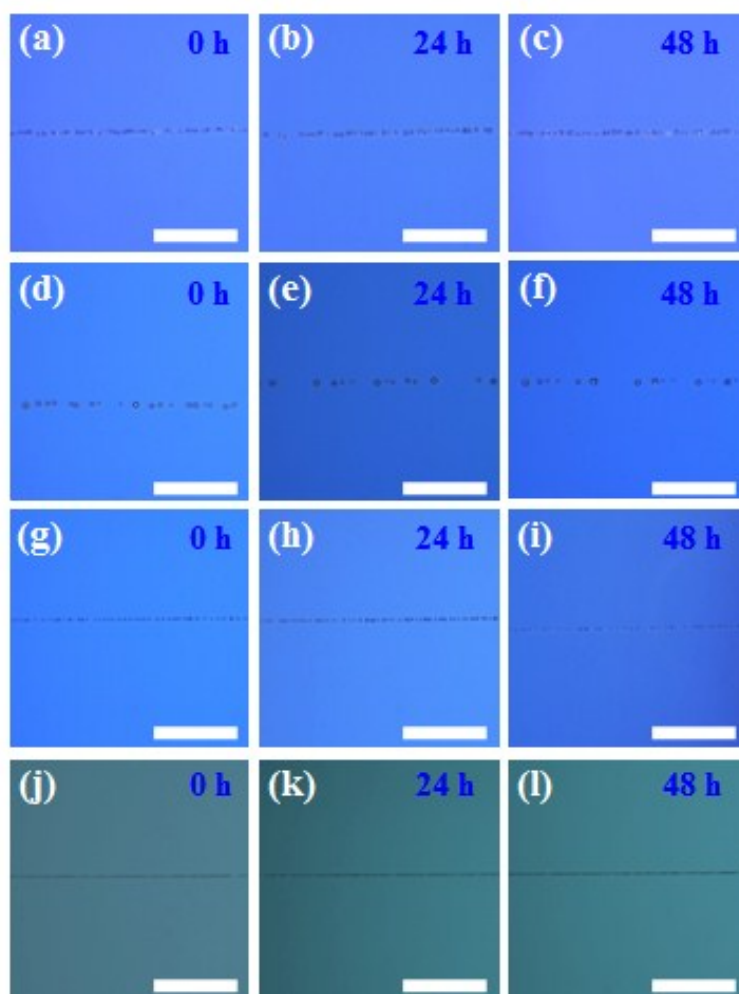 (a) 0 h (b) 24 h (c) 48 h
(d) 0 h (e) 24 h (f) 48 h
(g) 0 h (h) 24 h (i) 48 h
(j) 0 h (k) 24 h (l) 48 h